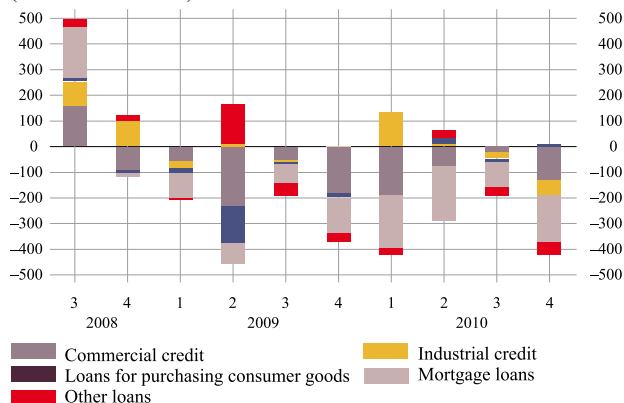 500 500
400 400
300 300
200 200
100 100
0 0
–100 –100
–200 –200
–300 –300
–400 –400
–500 –500
3 4 1 2 3 4 1 2 3 4
2008 2009 2010
Commercial credit Industrial credit
Loans for purchasing consumer goods Mortgage loans
Other loans